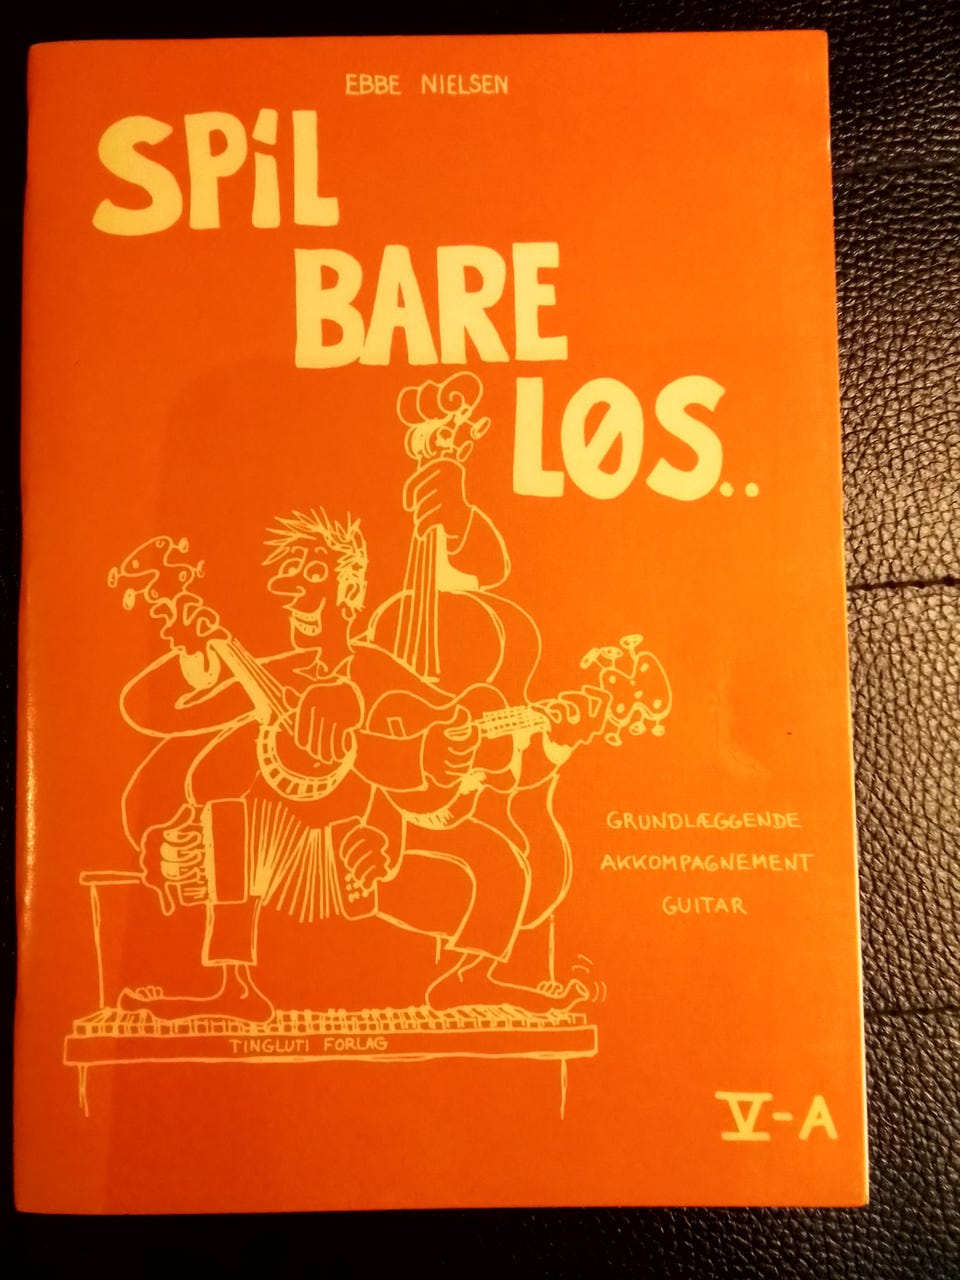 EBBE NIELSEN
SPIL
BARE
LØS..
GRUNDLÆGGENDE
AKKOMPAGNEMENT
GUITAR
TINGLUTI FORLAG
V-A